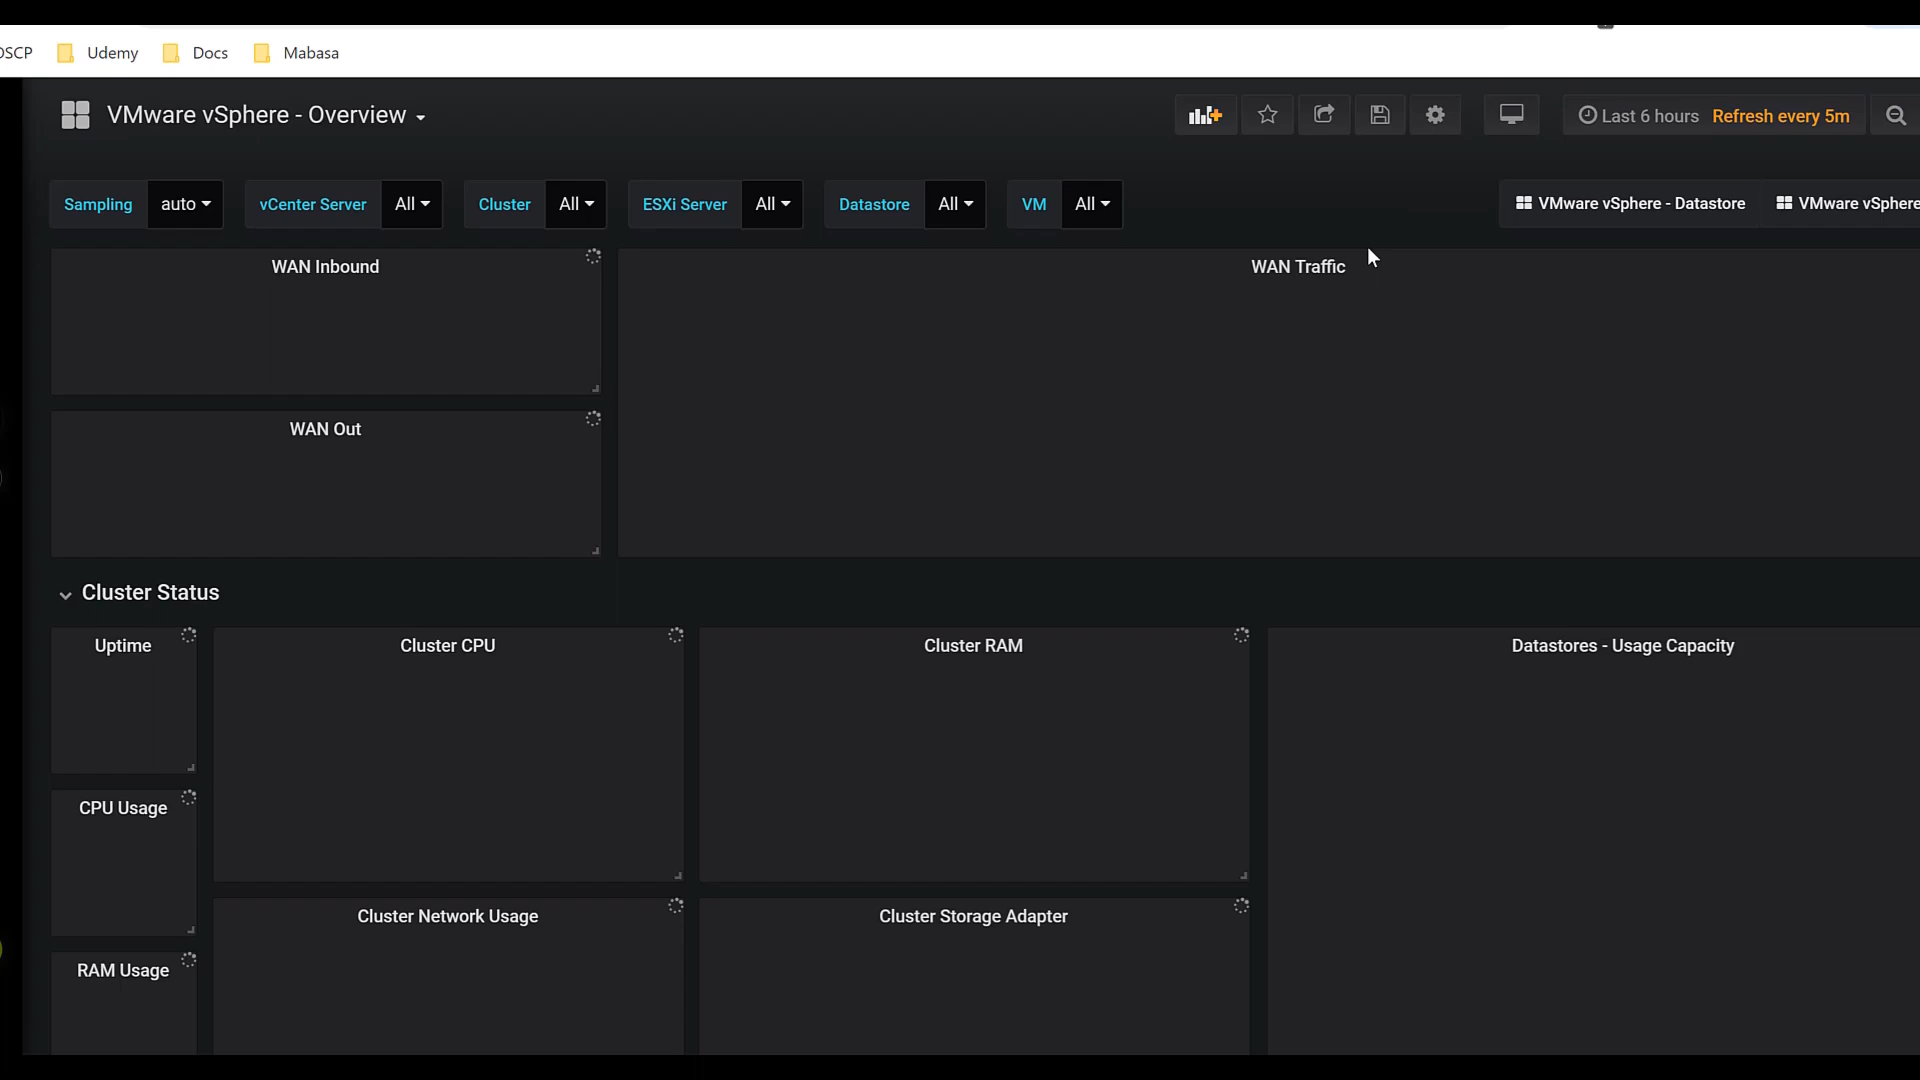 OSCP Udemy Docs Mabasa
VMware vSphere - Overview
Last 6 hours Refresh every 5m
Sampling auto vCenter Server All Cluster All ESXi Server All Datastore All VM All VMware vSphere - Datastore VMware vSphere
WAN Inbound
WAN Traffic
WAN Out
Cluster Status
Uptime
Cluster CPU
Cluster RAM
Datastores - Usage Capacity
CPU Usage
Cluster Network Usage
Cluster Storage Adapter
RAM Usage